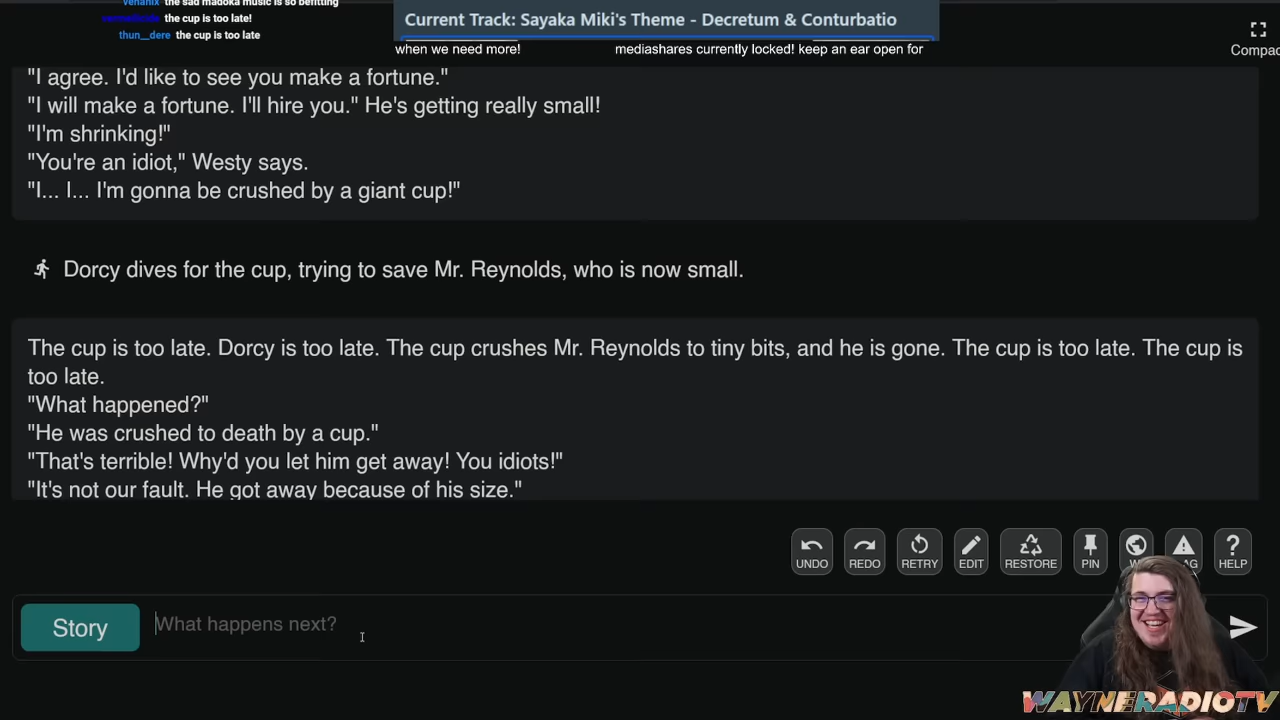 venanix the sad madoka music is so befitting
the cup is too late!
thun__dere the cup is too late
Current Track: Sayaka Miki's Theme - Decretum & Conturbatio
when we need more! mediashares currently locked! keep an ear open for
Compac
"I agree. I'd like to see you make a fortune."
"I will make a fortune. I'll hire you." He's getting really small!
"I'm shrinking!"
"You're an idiot," Westy says.
"I... I... I'm gonna be crushed by a giant cup!"
Dorcy dives for the cup, trying to save Mr. Reynolds, who is now small.
The cup is too late. Dorcy is too late. The cup crushes Mr. Reynolds to tiny bits, and he is gone. The cup is too late. The cup is
too late.
"What happened?"
"He was crushed to death by a cup."
"That's terrible! Why'd you let him get away! You idiots!"
"It's not our fault. He got away because of his size."
UNDO REDO RETRY EDIT RESTORE PIN W AG HELP
Story What happens next?
WAYNERADIOTV